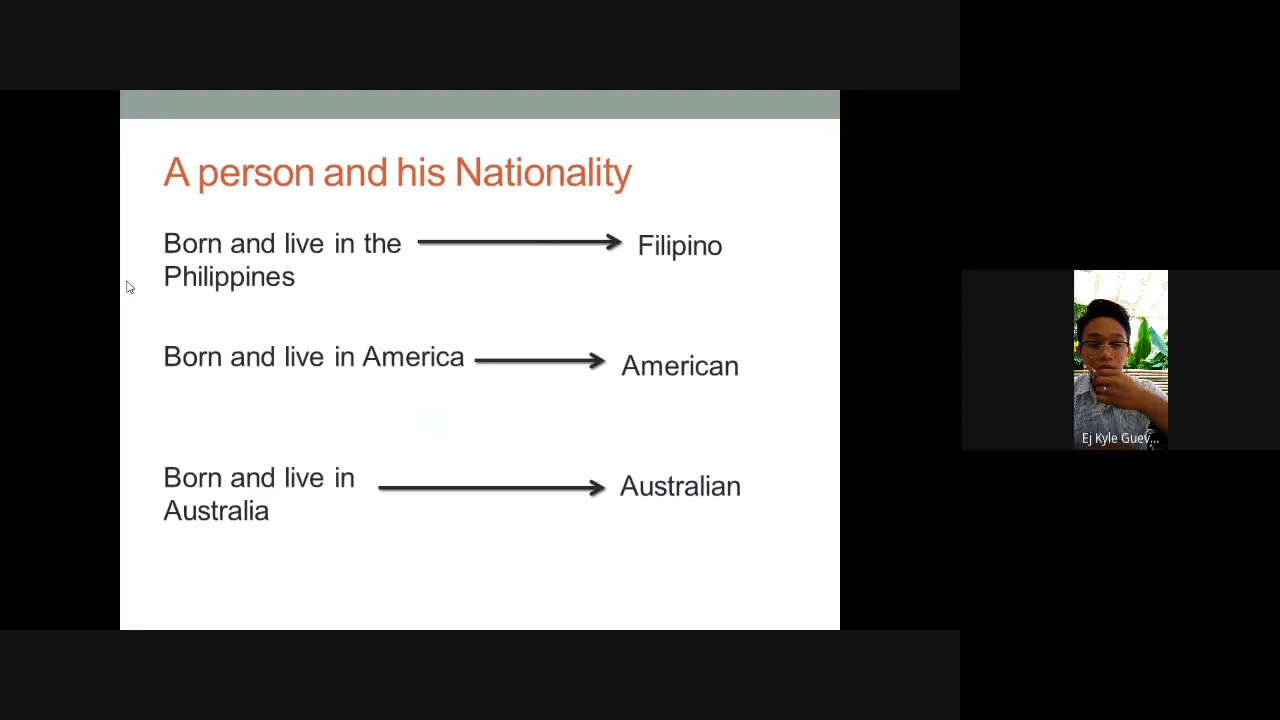 A person and his Nationality
Born and live in the
Philippines
Filipino
Born and live in America
American
Born and live in
Australia
Australian
Ej Kyle Guev...